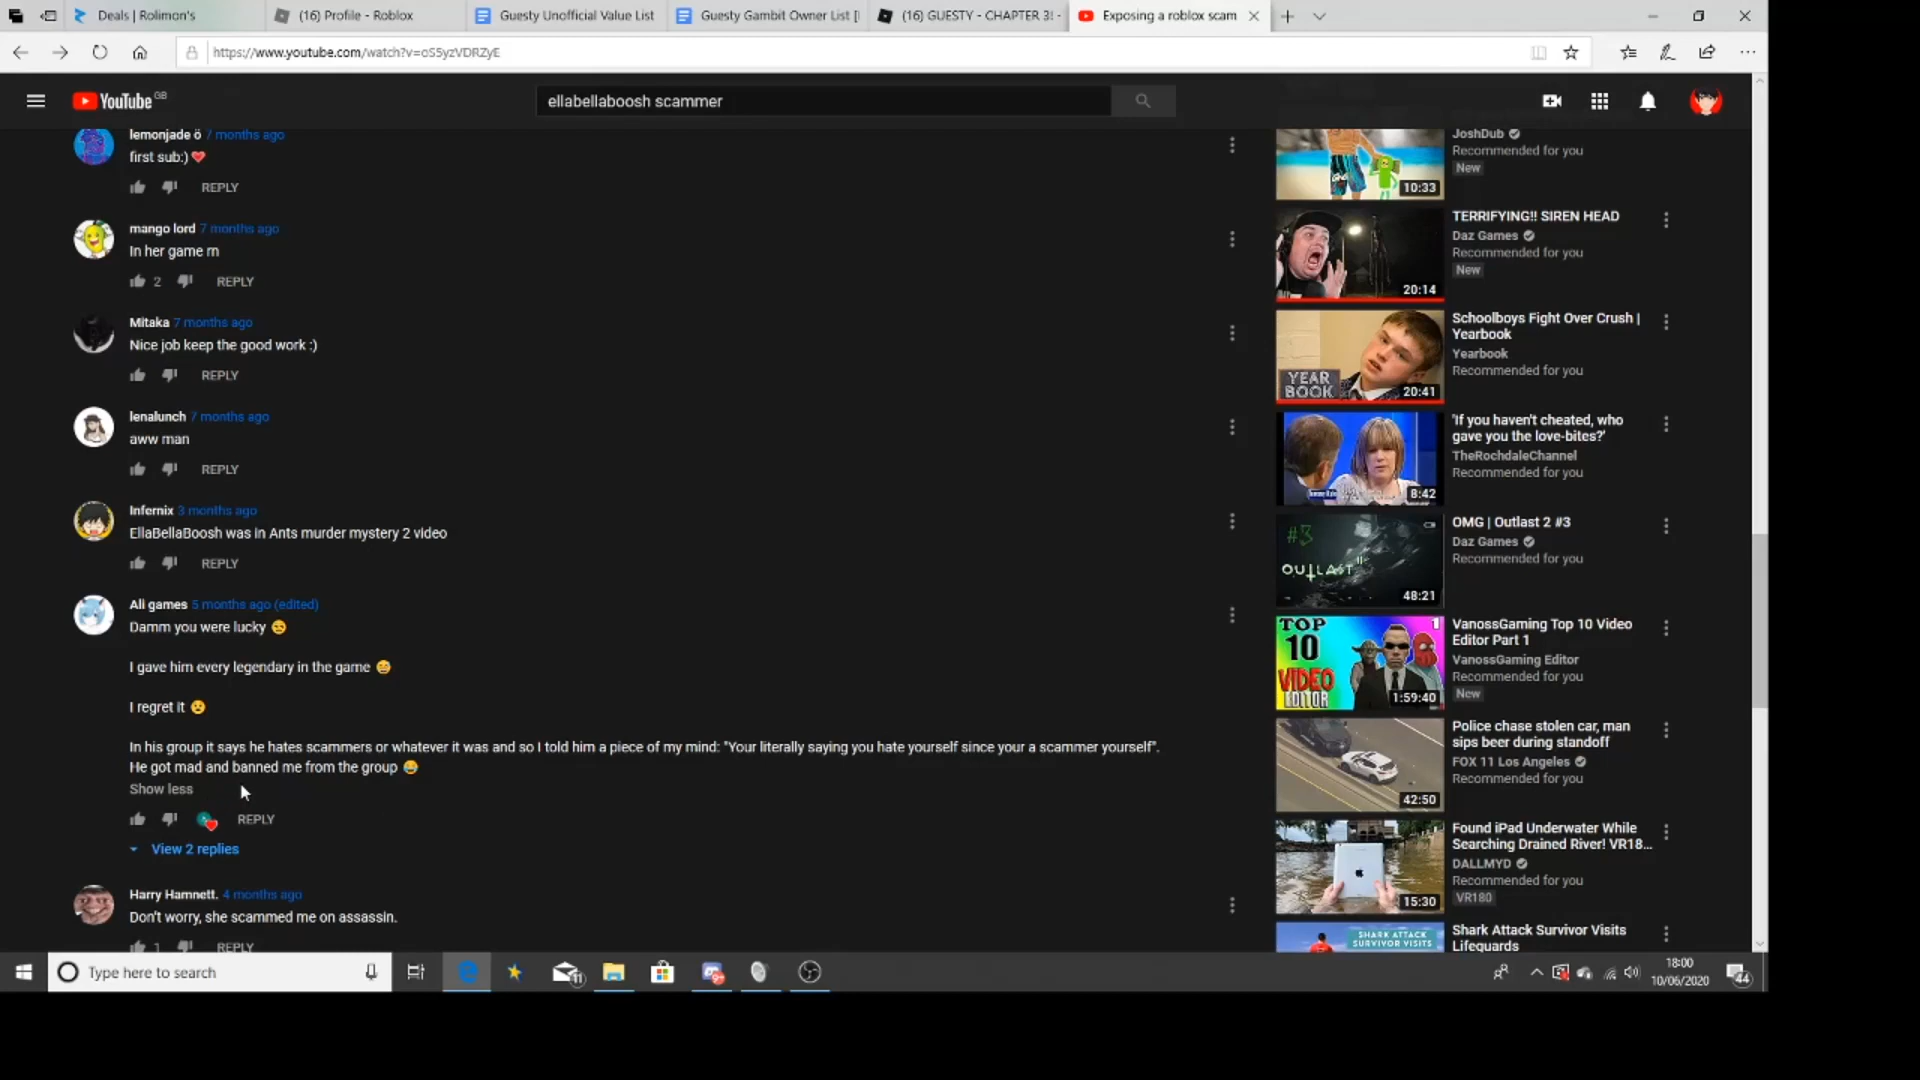 Deals | Rolimon's
(16) Profile - Roblox
Guesty Unofficial Value List
Guesty Gambit Owner List [
(16) GUESTY - CHAPTER 3! -
Exposing a roblox scam
https://www.youtube.com/watch?v=oS5yzVDRZyE
YouTube GB
ellabellaboosh scammer
lemonjade ö 7 months ago
first sub:)❤
REPLY
mango lord 7 months ago
In her game rn
2 REPLY
Mitaka 7 months ago
Nice job keep the good work :)
REPLY
lenalunch 7 months ago
aww man
REPLY
Infernix 3 months ago
EllaBellaBoosh was in Ants murder mystery 2 video
REPLY
Ali games 5 months ago (edited)
Damm you were lucky 😒
I gave him every legendary in the game 😅
I regret it 😦
In his group it says he hates scammers or whatever it was and so I told him a piece of my mind: "Your literally saying you hate yourself since your a scammer yourself".
He got mad and banned me from the group 😂
Show less
REPLY
View 2 replies
Harry Hamnett. 4 months ago
Don't worry, she scammed me on assassin.
1 REPLY
JoshDub
Recommended for you
New
10:33
TERRIFYING!! SIREN HEAD
Daz Games
Recommended for you
New
20:14
Schoolboys Fight Over Crush |
Yearbook
Yearbook
Recommended for you
YEAR
BOOK
20:41
'If you haven't cheated, who
gave you the love-bites?'
TheRochdaleChannel
Recommended for you
8:42
OMG | Outlast 2 #3
Daz Games
Recommended for you
#3
OUTLAST II
48:21
VanossGaming Top 10 Video
Editor Part 1
VanossGaming Editor
Recommended for you
New
TOP
10
VIDEO
EDITOR
1
1:59:40
Police chase stolen car, man
sips beer during standoff
FOX 11 Los Angeles
Recommended for you
42:50
Found iPad Underwater While
Searching Drained River! VR18...
DALLMYD
Recommended for you
VR180
15:30
Shark Attack Survivor Visits
Lifeguards
SHARK ATTACK
SURVIVOR VISITS
Type here to search
11
9+
18:00
10/06/2020
44